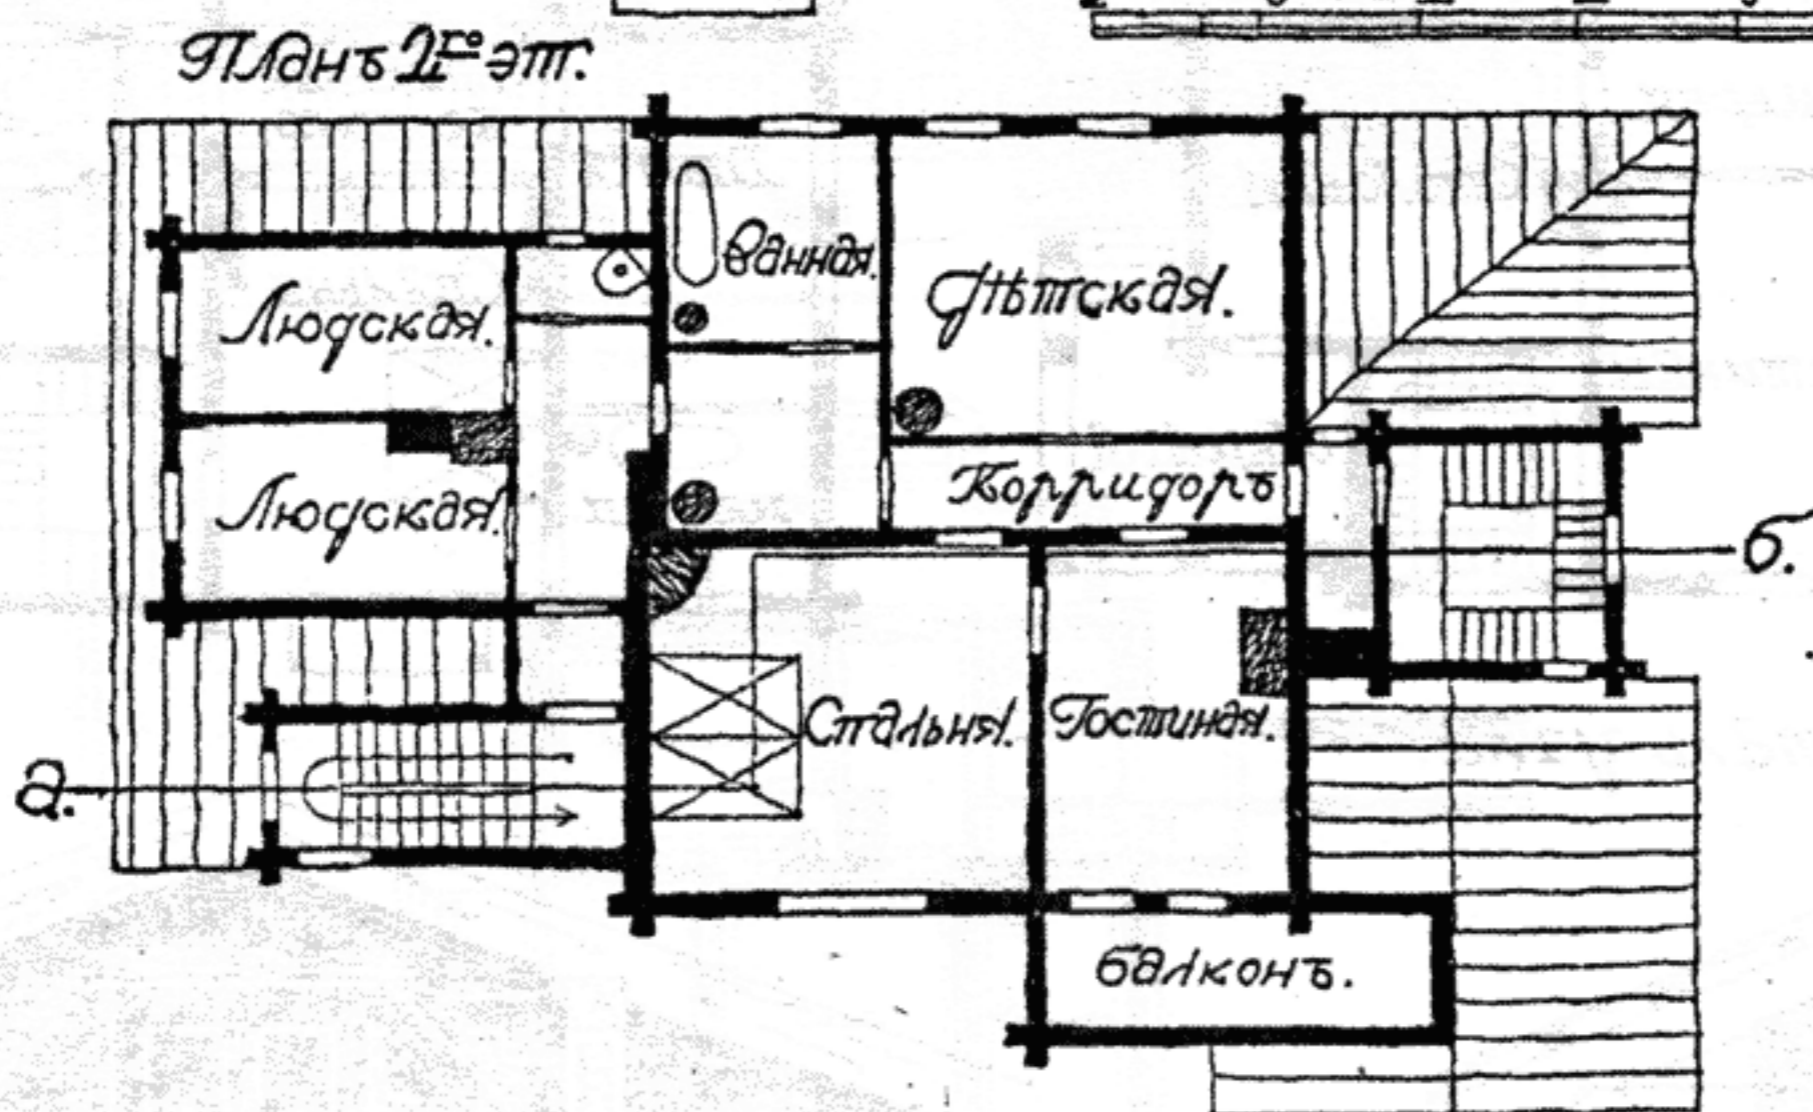 Планъ 2го эт.
Ванная.
Дѣтская.
Людская.
Людская.
Корридоръ
б.
Спальня.
Гостиная.
а.
балконъ.